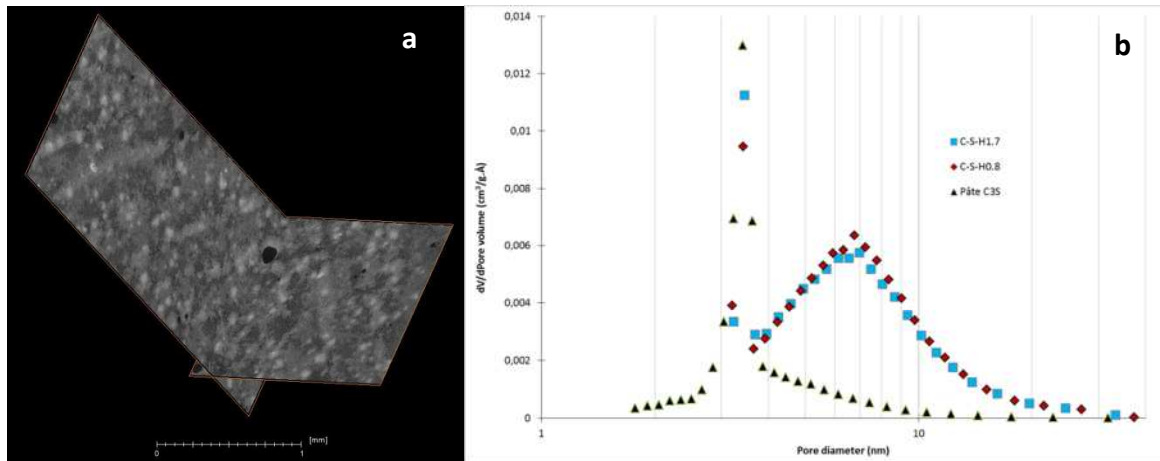 a
[mm]
0 1
b
0,014
0,012
0,01
0,008
0,006
0,004
0,002
0
dV/dPore volume (cm³/g.Å)
C-S-H1.7
C-S-H0.8
Pâte C3S
1 10
Pore diameter (nm)